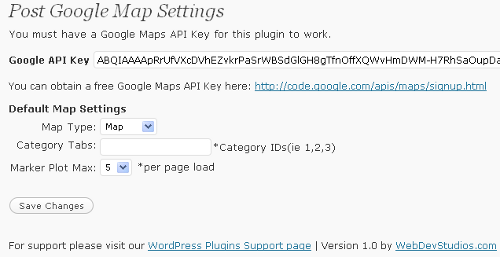 Post Google Map Settings
You must have a Google Maps API Key for this plugin to work.
Google API Key ABQIAAAApRrUfVXcDVhEZvkrPaSrWBSdGlGH8gTfnOffXQWvHmDWM-H7RhSaOupDa
You can obtain a free Google Maps API Key here: http://code.google.com/apis/maps/signup.html
Default Map Settings
Map Type: Map
Category Tabs: *Category IDs(ie 1,2,3)
Marker Plot Max: 5 *per page load
Save Changes
For support please visit our WordPress Plugins Support page | Version 1.0 by WebDevStudios.com